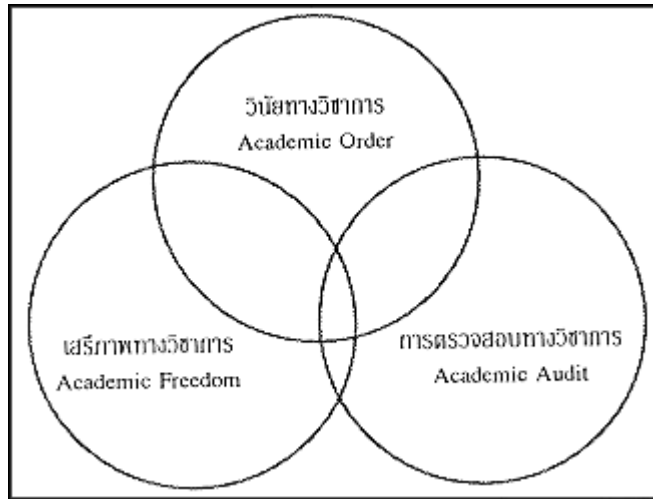 วินัยทางวิชาการ
Academic Order
เสรีภาพทางวิชาการ
Academic Freedom
การตรวจสอบทางวิชาการ
Academic Audit